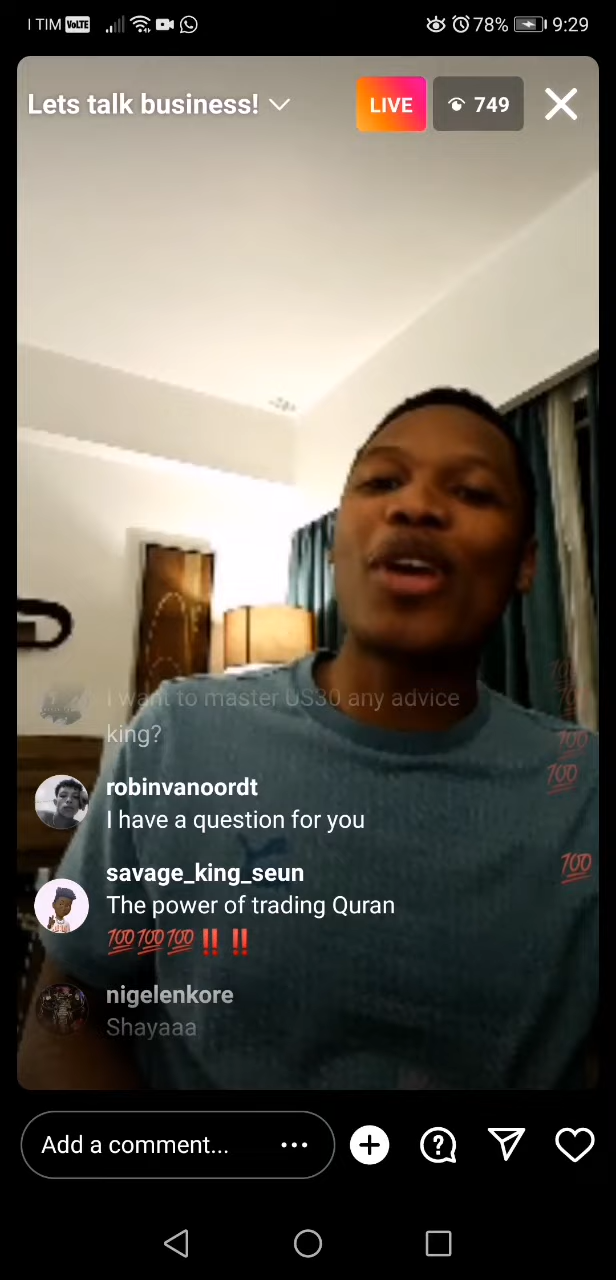 I TIM VoLTE 78% 9:29
Lets talk business! LIVE 749
I want to master US30 any advice
king?
robinvanoordt
I have a question for you
savage_king_seun
The power of trading Quran
💯💯💯‼️ ‼️
nigelenkore
Shayaaa
Add a comment...